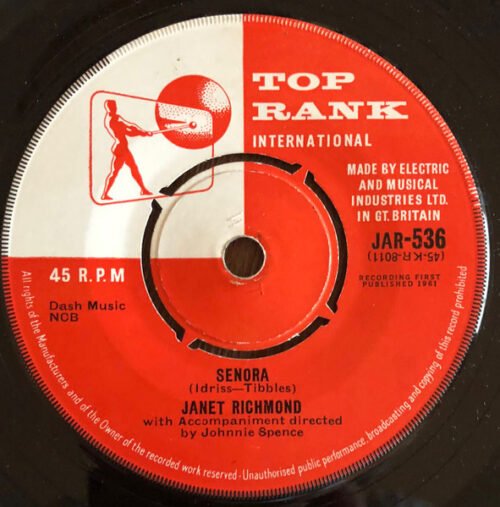 TOP
RANK
INTERNATIONAL
MADE BY ELECTRIC
AND MUSICAL
INDUSTRIES LTD.
IN GT. BRITAIN
JAR-536
(45-R-8011)
RECORDING FIRST
PUBLISHED 1961
45 R.P.M
Dash Music
NCB
SENORA
(Idriss—Tibbles)
JANET RICHMOND
with Accompaniment directed
by Johnnie Spence
All rights of the Manufacturers and of the Owner of the recorded work reserved · Unauthorised public performance, broadcasting and copying of this record prohibited